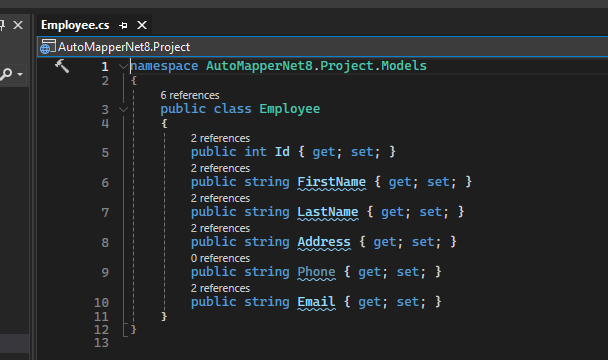 Employee.cs
AutoMapperNet8.Project
1 namespace AutoMapperNet8.Project.Models
2 {
6 references
3 public class Employee
4 {
2 references
5 public int Id { get; set; }
2 references
6 public string FirstName { get; set; }
2 references
7 public string LastName { get; set; }
2 references
8 public string Address { get; set; }
0 references
9 public string Phone { get; set; }
2 references
10 public string Email { get; set; }
11 }
12 }
13